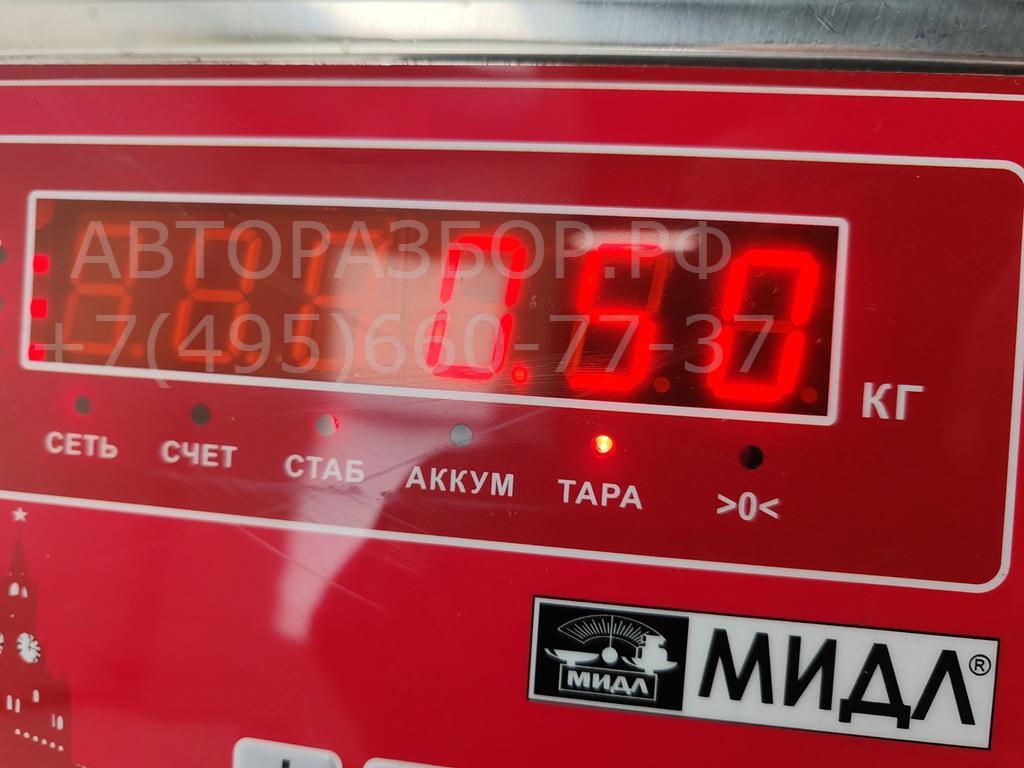 АВТОРАЗБОР.РФ
+7(495)660-77-37
0.50
КГ
СЕТЬ СЧЕТ СТАБ АККУМ ТАРА >0<
МИДЛ МИДЛ®